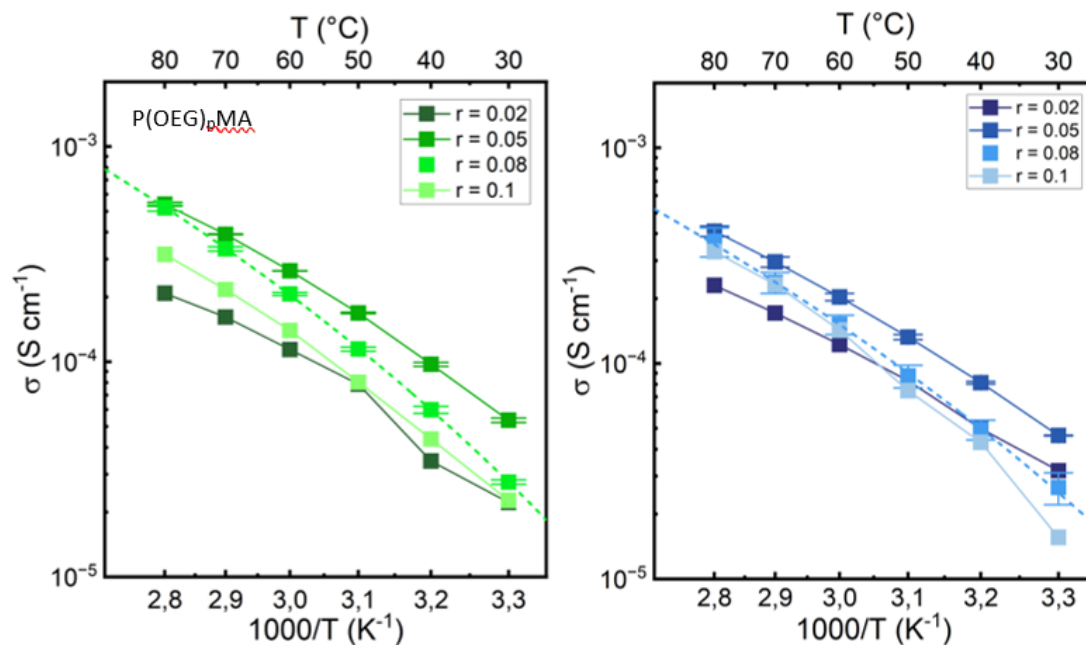 T (°C)
80 70 60 50 40 30
P(OEG)nMA
r = 0.02
r = 0.05
r = 0.08
r = 0.1
σ (S cm⁻¹)
10⁻³
10⁻⁴
10⁻⁵
2,8 2,9 3,0 3,1 3,2 3,3
1000/T (K⁻¹)
T (°C)
80 70 60 50 40 30
r = 0.02
r = 0.05
r = 0.08
r = 0.1
σ (S cm⁻¹)
10⁻³
10⁻⁴
10⁻⁵
2,8 2,9 3,0 3,1 3,2 3,3
1000/T (K⁻¹)